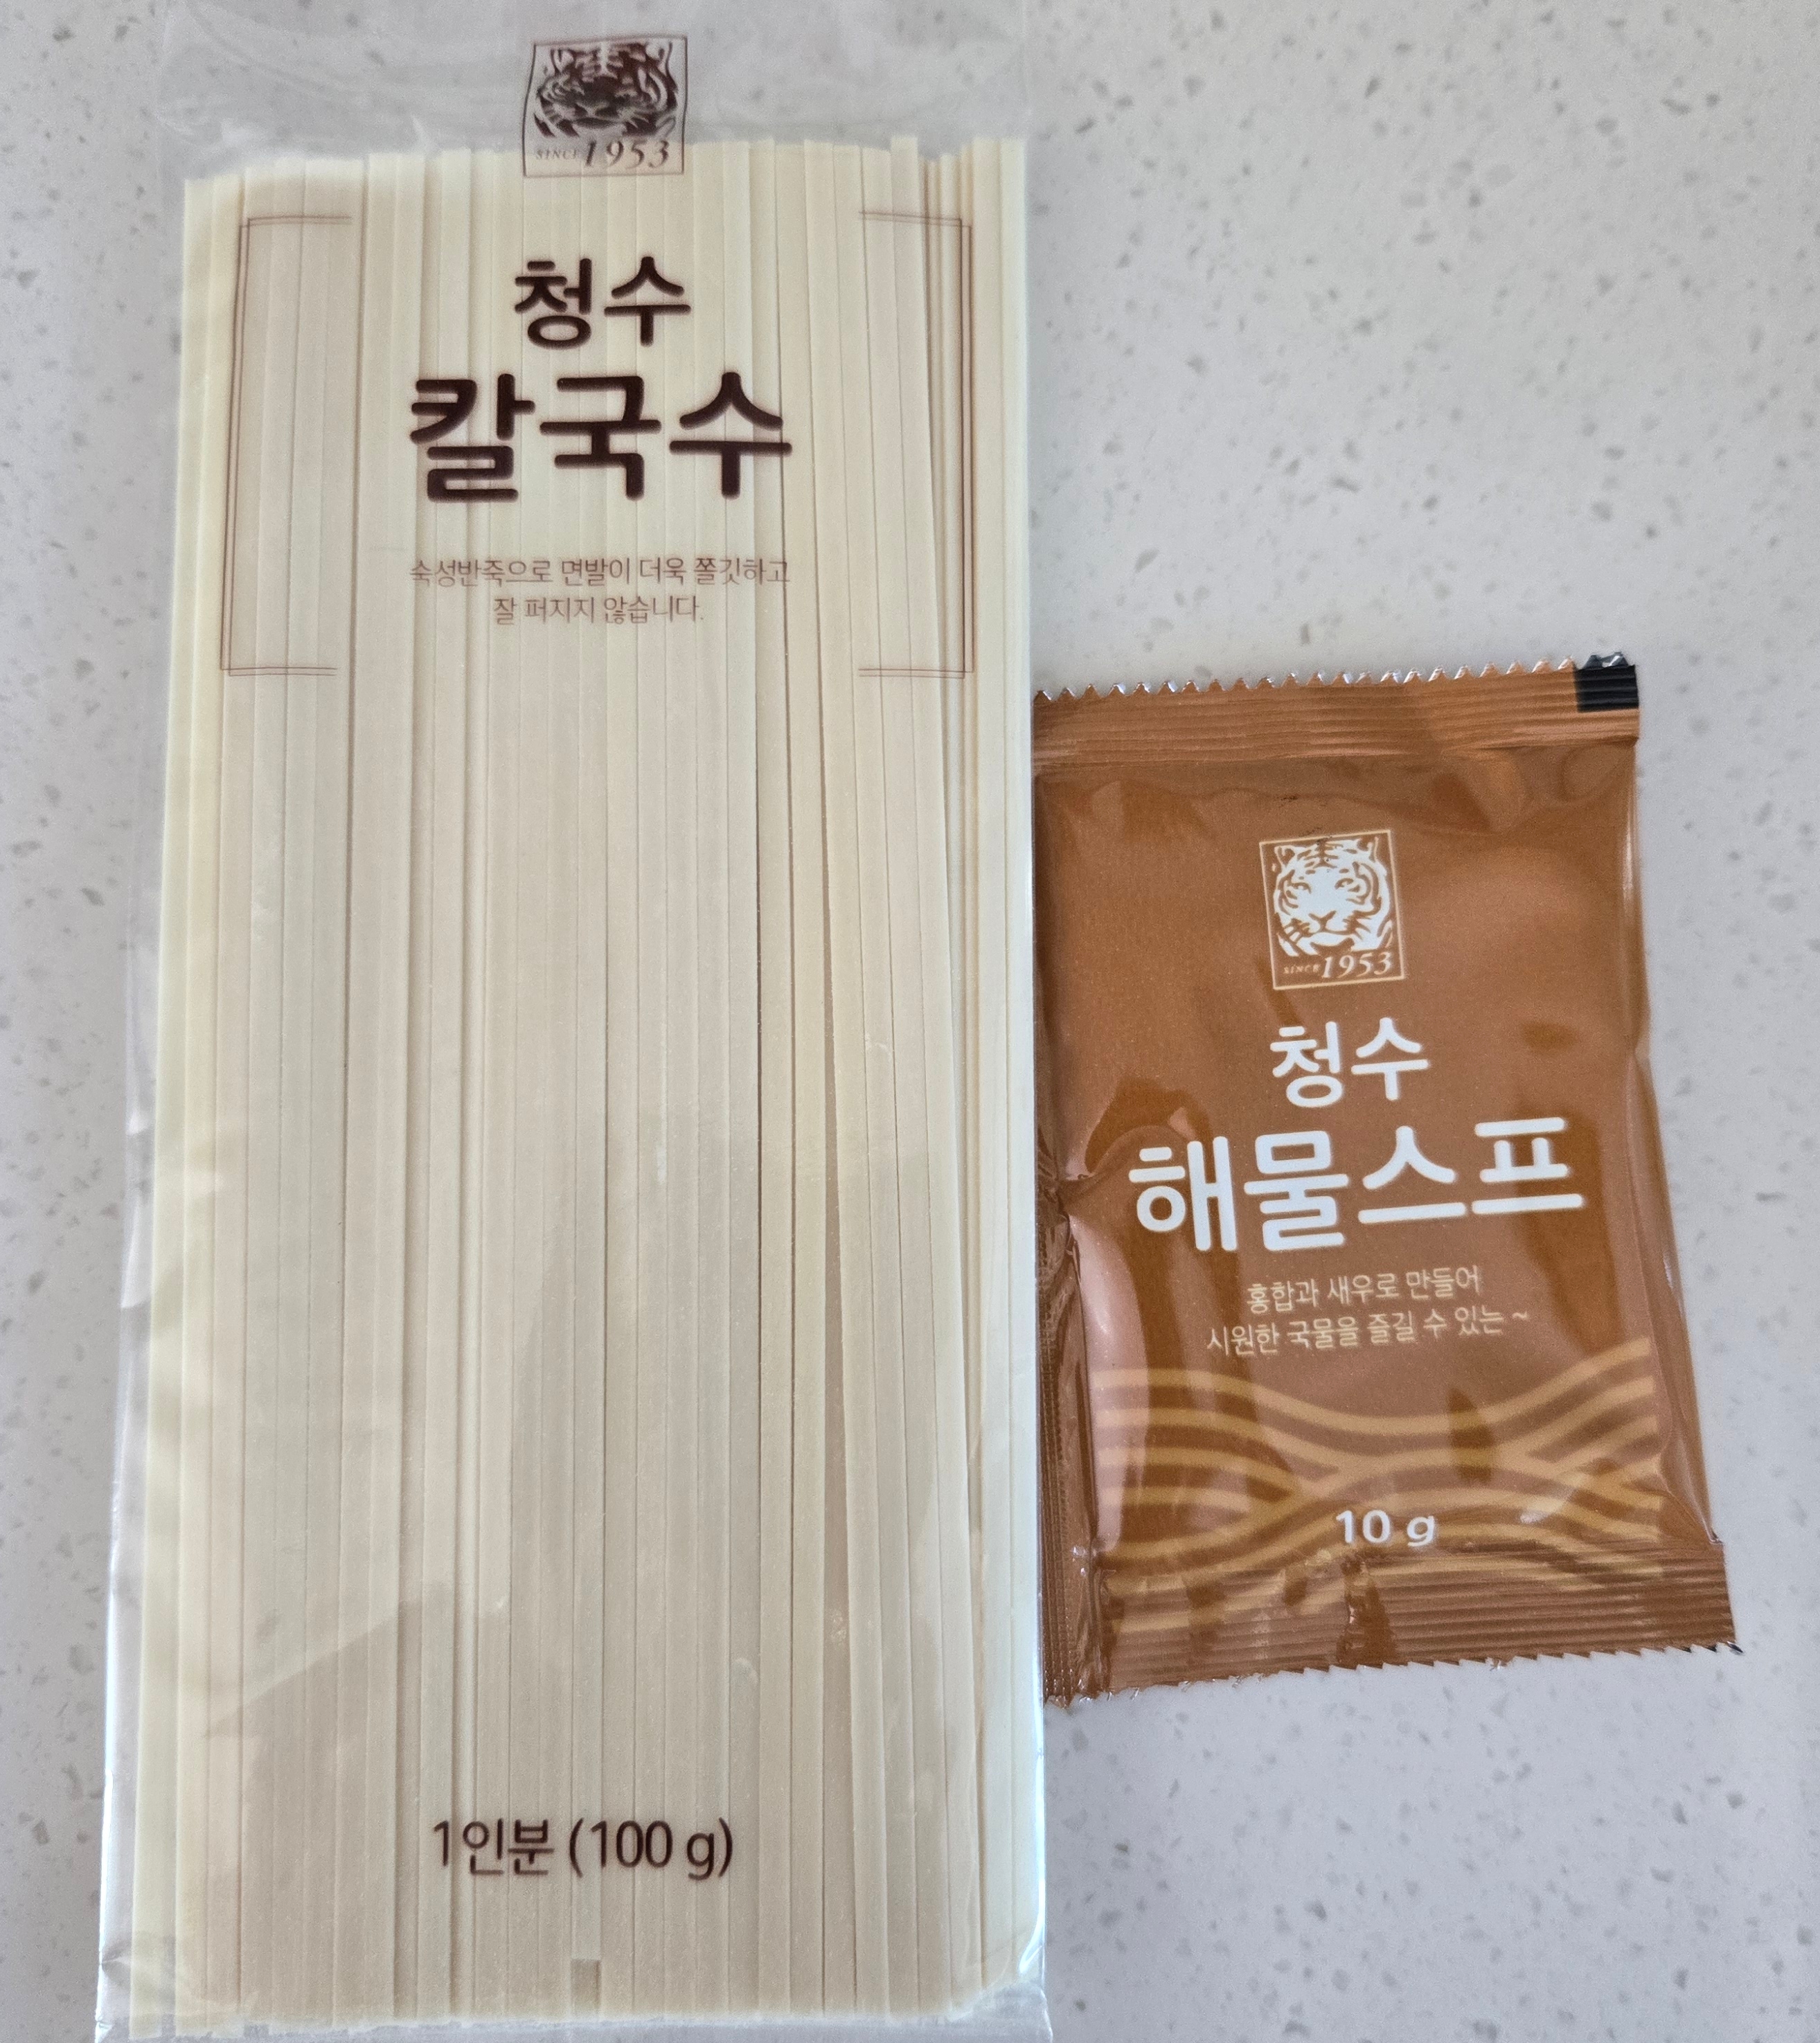 SINCE 1953
청수
칼국수
숙성반죽으로 면발이 더욱 쫄깃하고
잘 퍼지지 않습니다.
1인분 (100 g)
SINCE 1953
청수
해물스프
홍합과 새우로 만들어
시원한 국물을 즐길 수 있는 ~
10 g